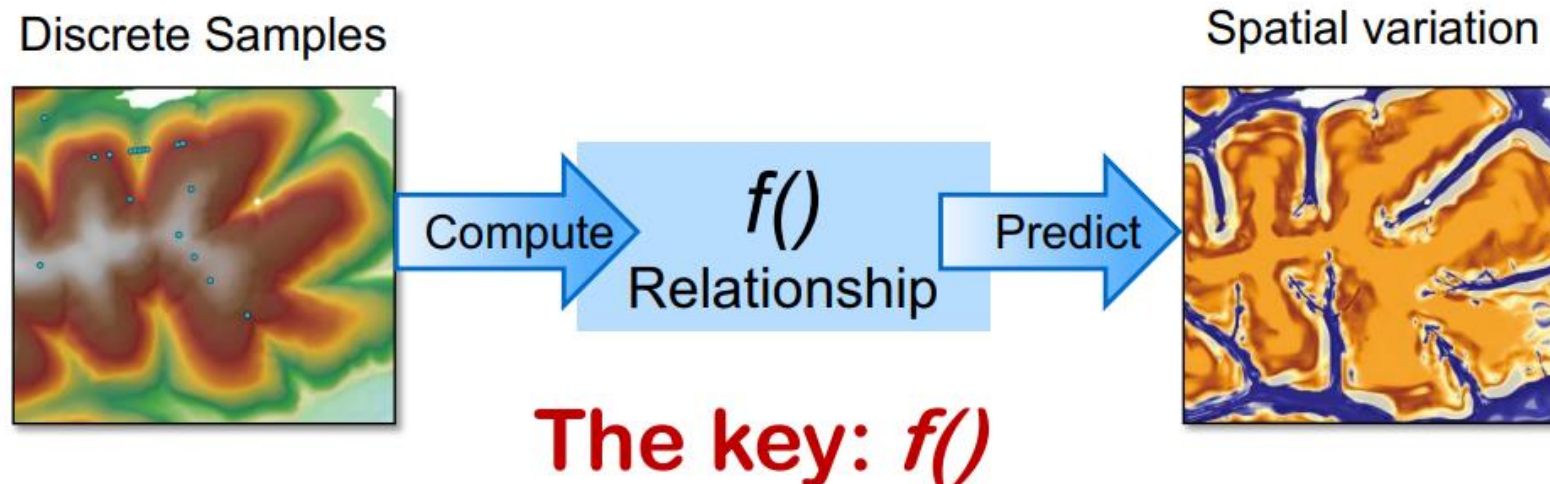 Discrete Samples
Spatial variation
Compute
f()
Relationship
Predict
The key: f()